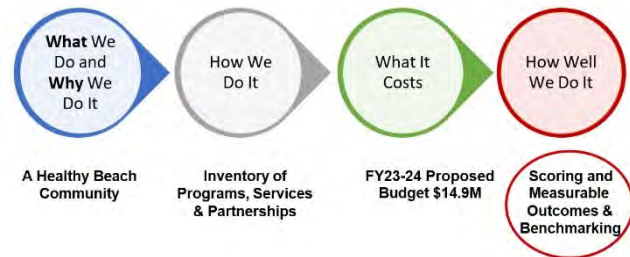 What We
Do and
Why We
Do It
How We
Do It
What It
Costs
How Well
We Do It
A Healthy Beach
Community
Inventory of
Programs, Services
& Partnerships
FY23-24 Proposed
Budget $14.9M
Scoring and
Measurable
Outcomes &
Benchmarking